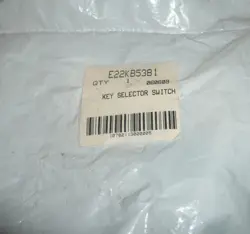 E22KB53B1
QTY 1
KEY SELECTOR SWITCH